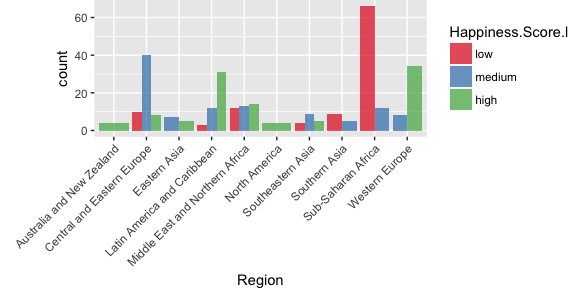 60
40
20
0
count
Australia and New Zealand
Central and Eastern Europe
Eastern Asia
Latin America and Caribbean
Middle East and Northern Africa
North America
Southeastern Asia
Southern Asia
Sub-Saharan Africa
Western Europe
Region
Happiness.Score.l
low
medium
high